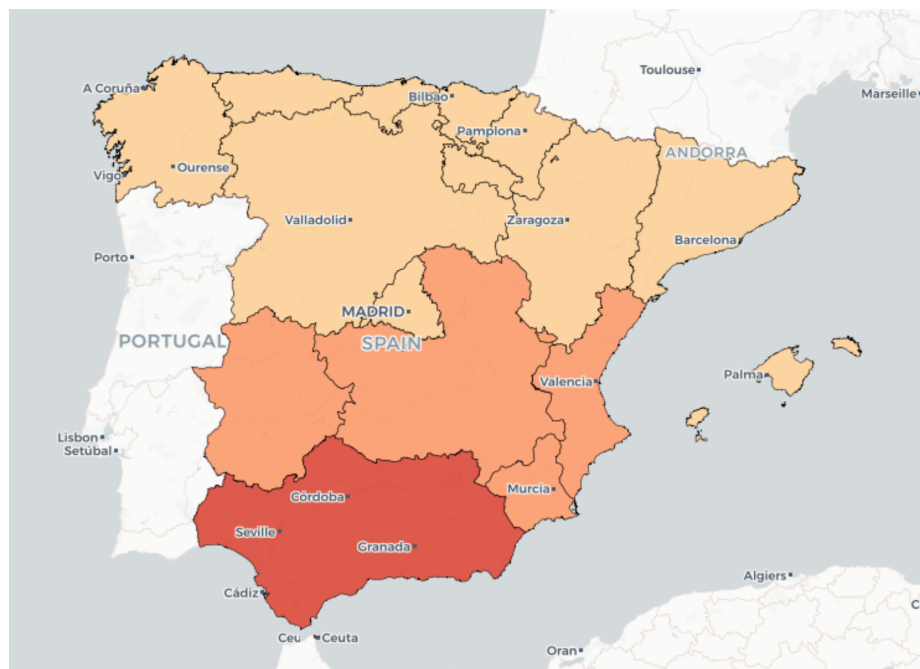 Toulouse
A Coruña
Marseille
Bilbao
Pamplona
ANDORRA
Ourense
Vigo
Valladolid
Zaragoza
Barcelona
Porto
MADRID
PORTUGAL
SPAIN
Palma
Valencia
Lisbon
Setúbal
Murcia
Córdoba
Seville
Granada
Algiers
Cádiz
C
Ceu
Ceuta
Oran